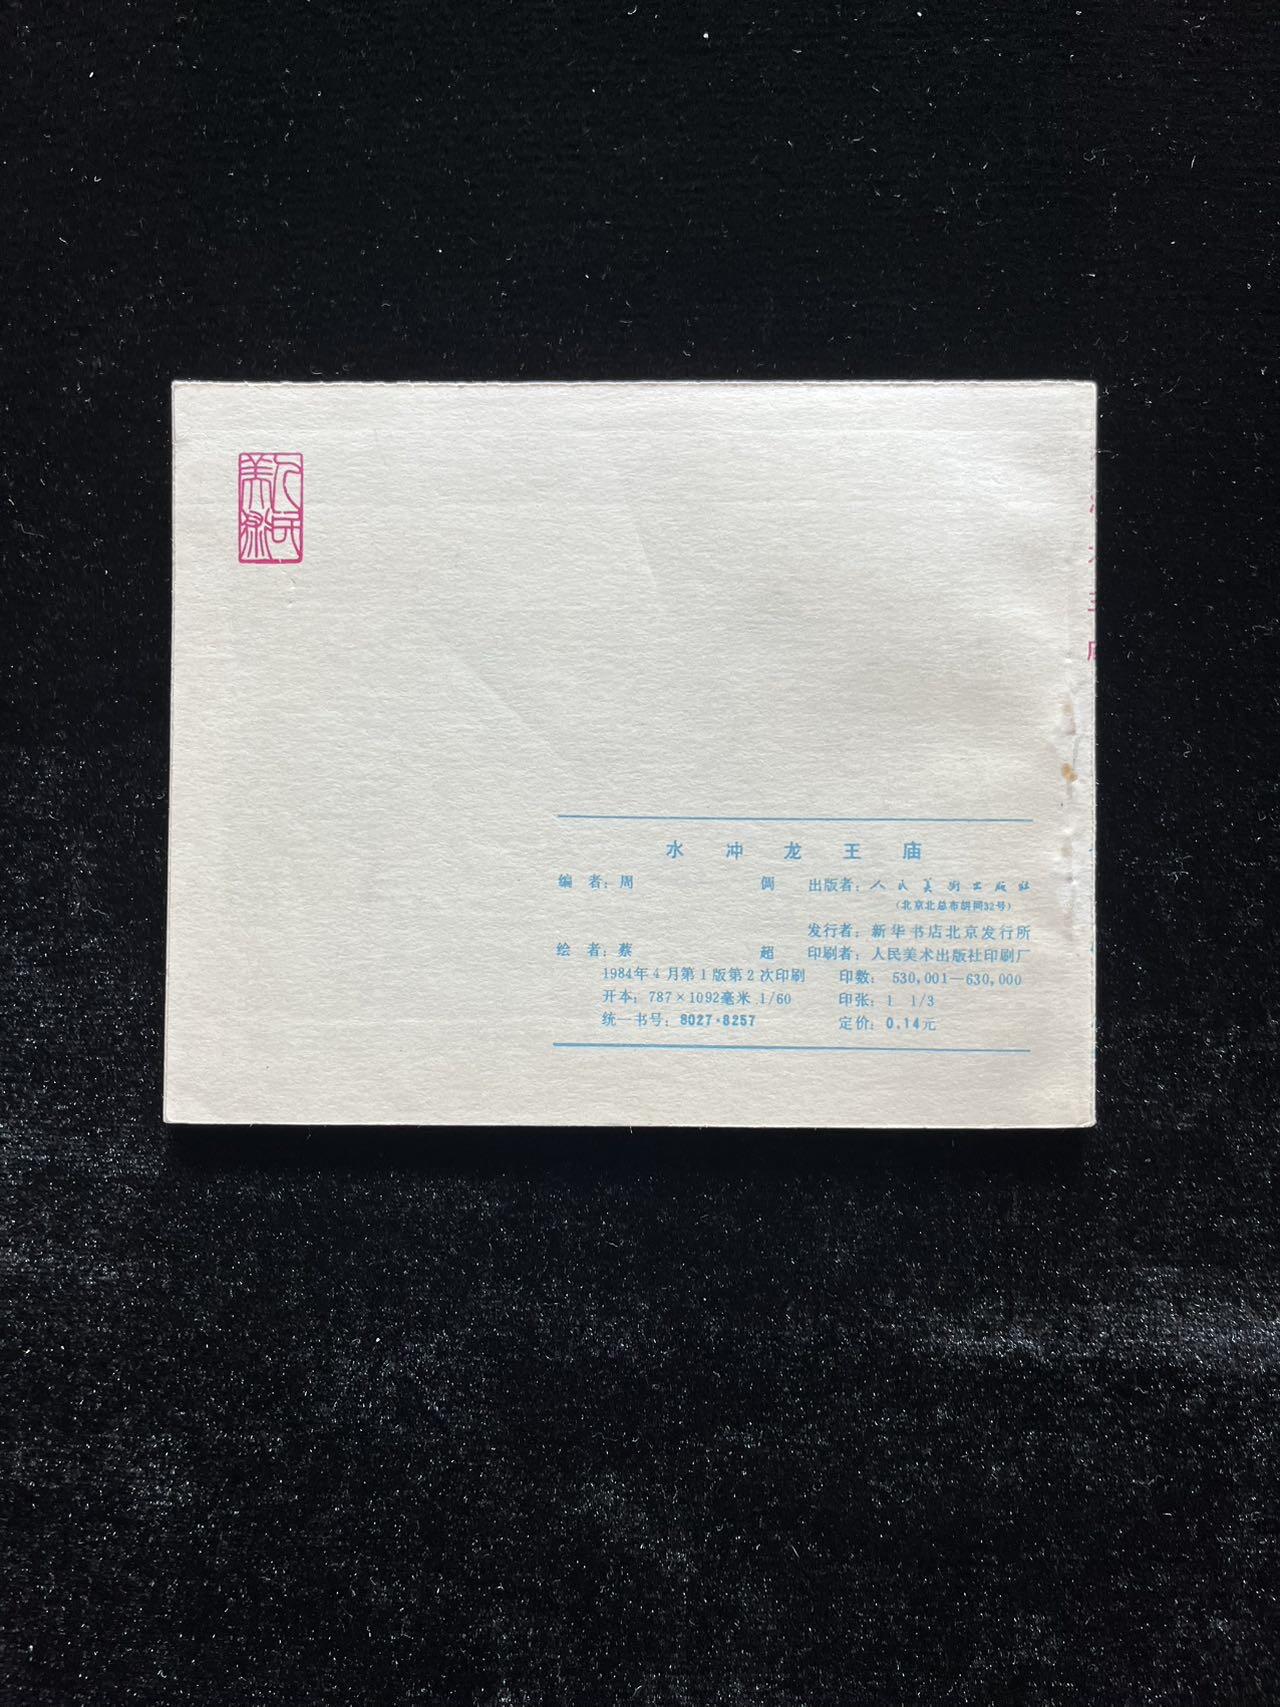 人民
美术
水冲龙王庙
编者：周倜 出版者：人民美术出版社
（北京北总布胡同32号）
发行者：新华书店北京发行所
绘者：蔡超 印刷者：人民美术出版社印刷厂
1984年4月第1版第2次印刷 印数：530,001—630,000
开本：787×1092毫米 1/60 印张：1 1/3
统一书号：8027·8257 定价：0.14元